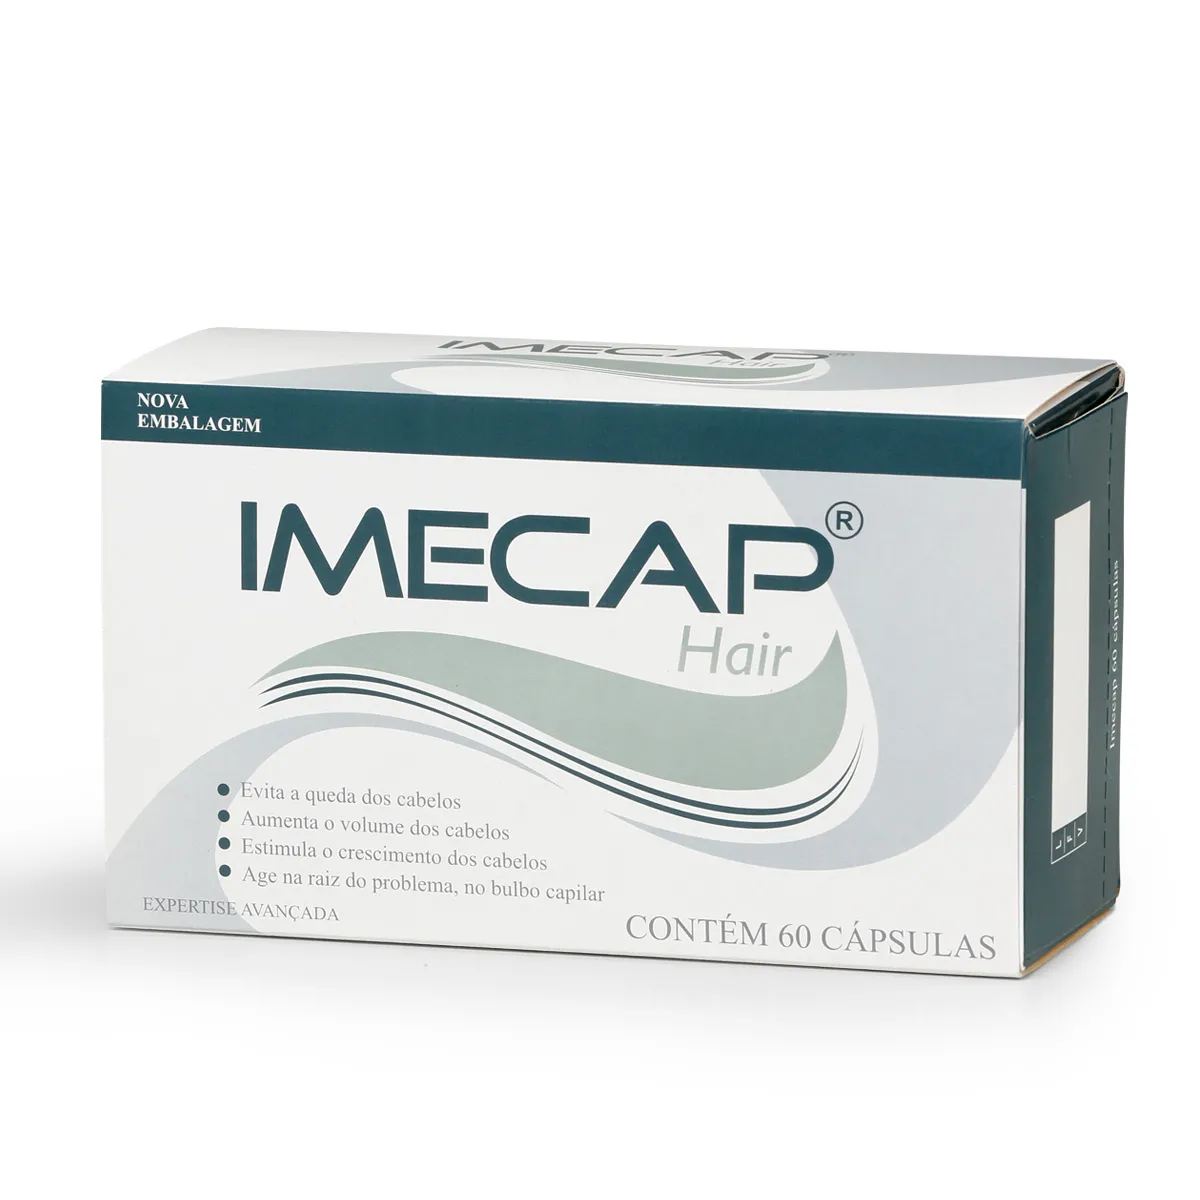 IMECAP
Hair
NOVA
EMBALAGEM
IMECAP®
Hair
• Evita a queda dos cabelos
• Aumenta o volume dos cabelos
• Estimula o crescimento dos cabelos
• Age na raiz do problema, no bulbo capilar
EXPERTISE AVANÇADA
CONTÉM 60 CÁPSULAS
Imecap 60 cápsulas
L
F
V